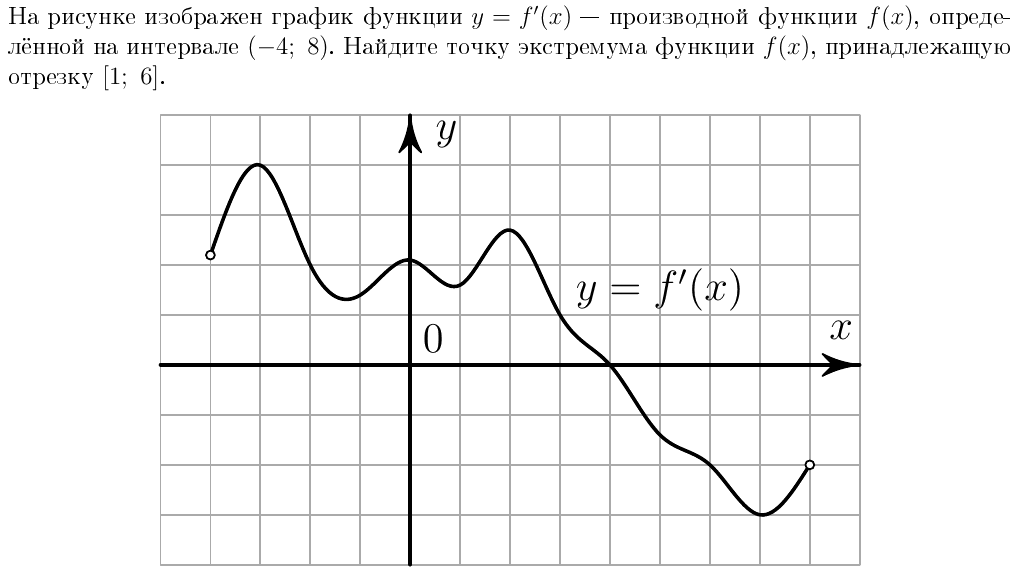 На рисунке изображен график функции y = f′(x) — производной функции f(x), опреде-
лённой на интервале (−4; 8). Найдите точку экстремума функции f(x), принадлежащую
отрезку [1; 6].
y
y = f′(x)
x
0